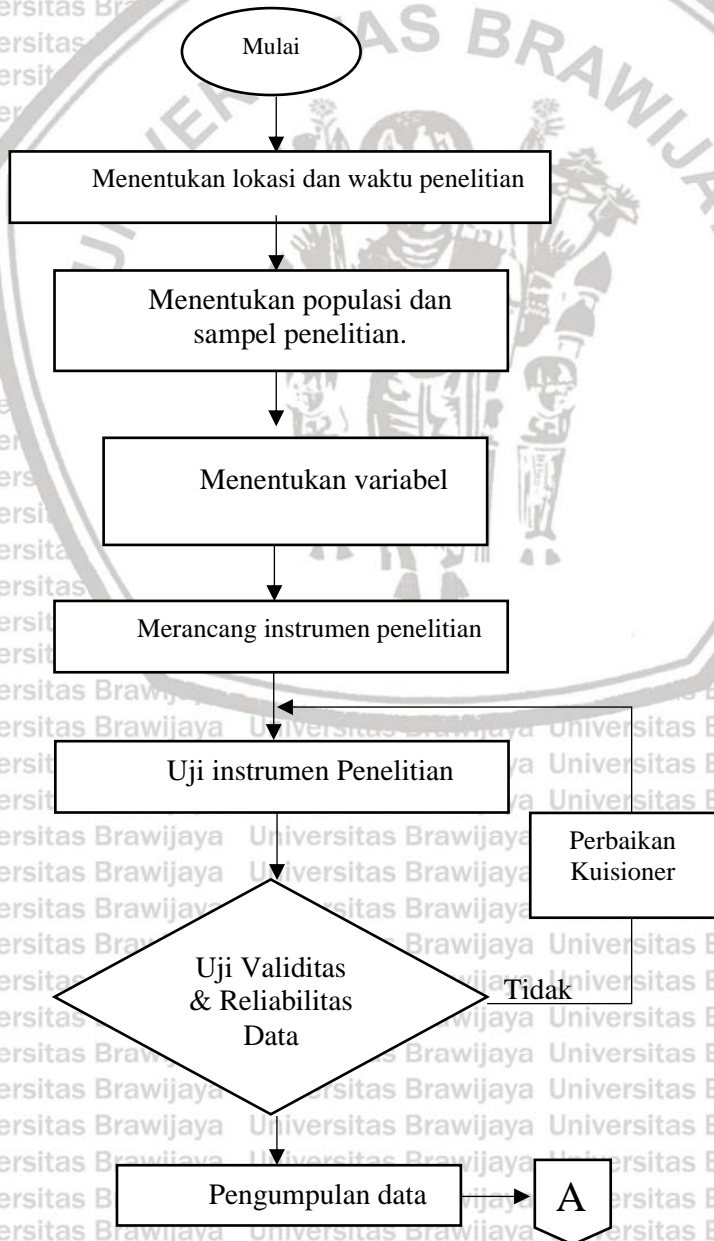 Mulai
Menentukan lokasi dan waktu penelitian
Menentukan populasi dan
sampel penelitian.
Menentukan variabel
Merancang instrumen penelitian
Uji instrumen Penelitian
Perbaikan
Kuisioner
Uji Validitas
& Reliabilitas
Data
Tidak
Pengumpulan data
A